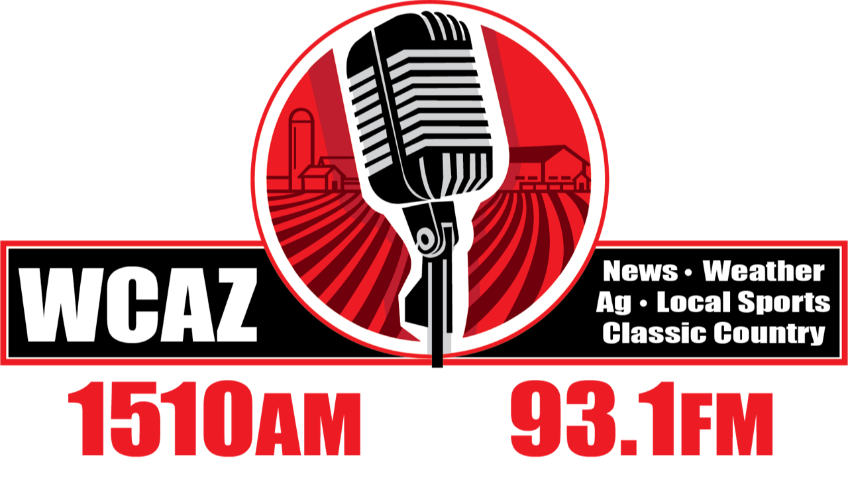 WCAZ
News • Weather
Ag • Local Sports
Classic Country
1510AM
93.1FM